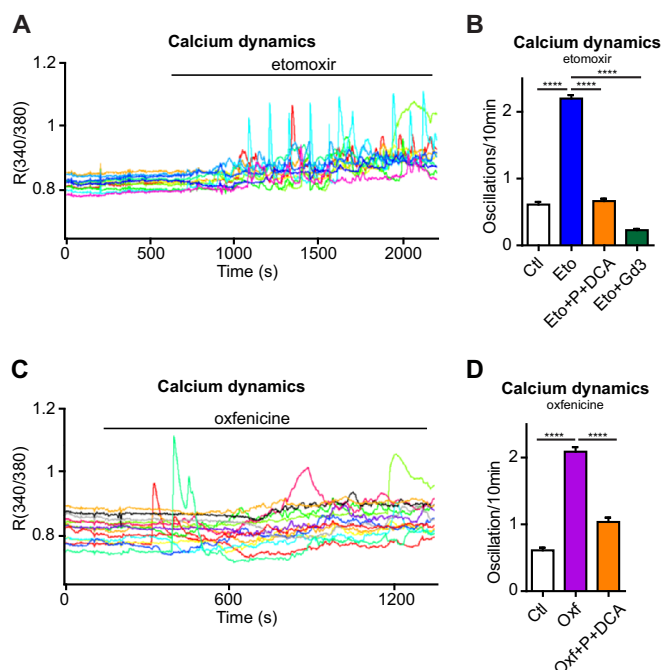 A
Calcium dynamics
etomoxir
1.2
1
0.8
R(340/380)
0
500
1000
1500
2000
Time (s)
B
Calcium dynamics
etomoxir
****
**** ****
2
1
0
Oscillations/10min
Ctl
Eto
Eto+P+DCA
Eto+Gd3
C
Calcium dynamics
oxfenicine
1.2
1
0.8
R(340/380)
0
600
1200
Time (s)
D
Calcium dynamics
oxfenicine
**** ****
2
1
0
Oscillation/10min
Ctl
Oxf
Oxf+P+DCA